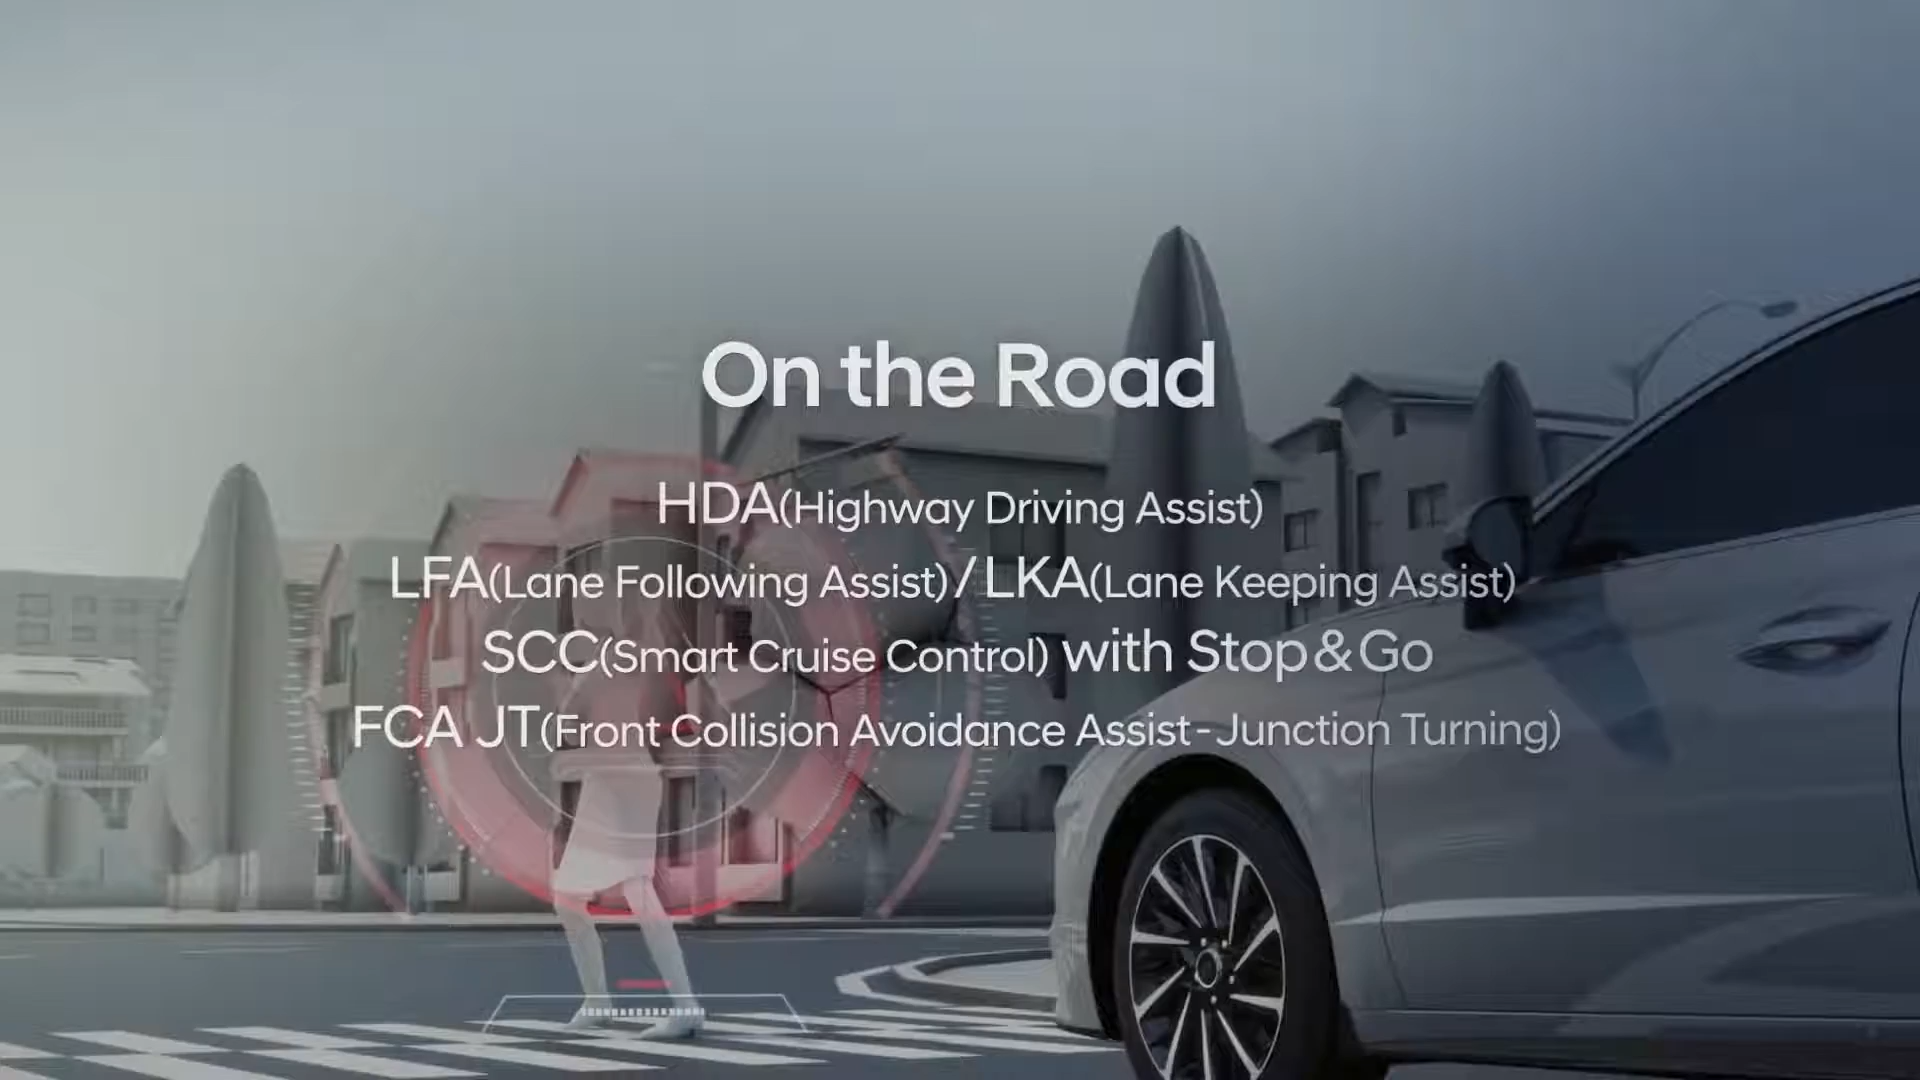 On the Road
HDA(Highway Driving Assist)
LFA(Lane Following Assist)/LKA(Lane Keeping Assist)
SCC(Smart Cruise Control) with Stop&Go
FCA JT(Front Collision Avoidance Assist-Junction Turning)